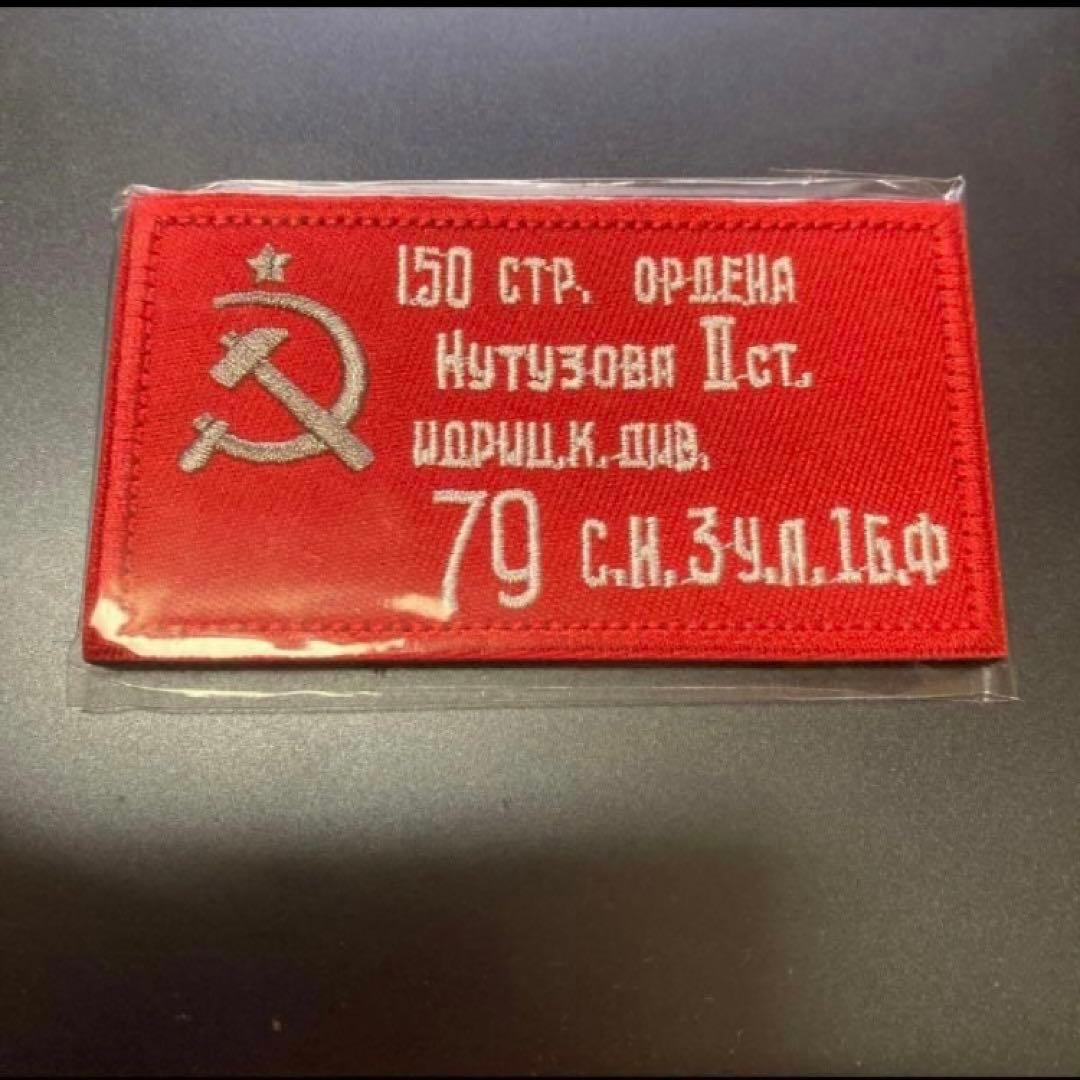 150 СТР. ОРДЕНА
КУТУЗОВА II СТ.
ИДРИЦ.К. ДИВ.
79 С.К. 3 У.А. 1 Б.Ф